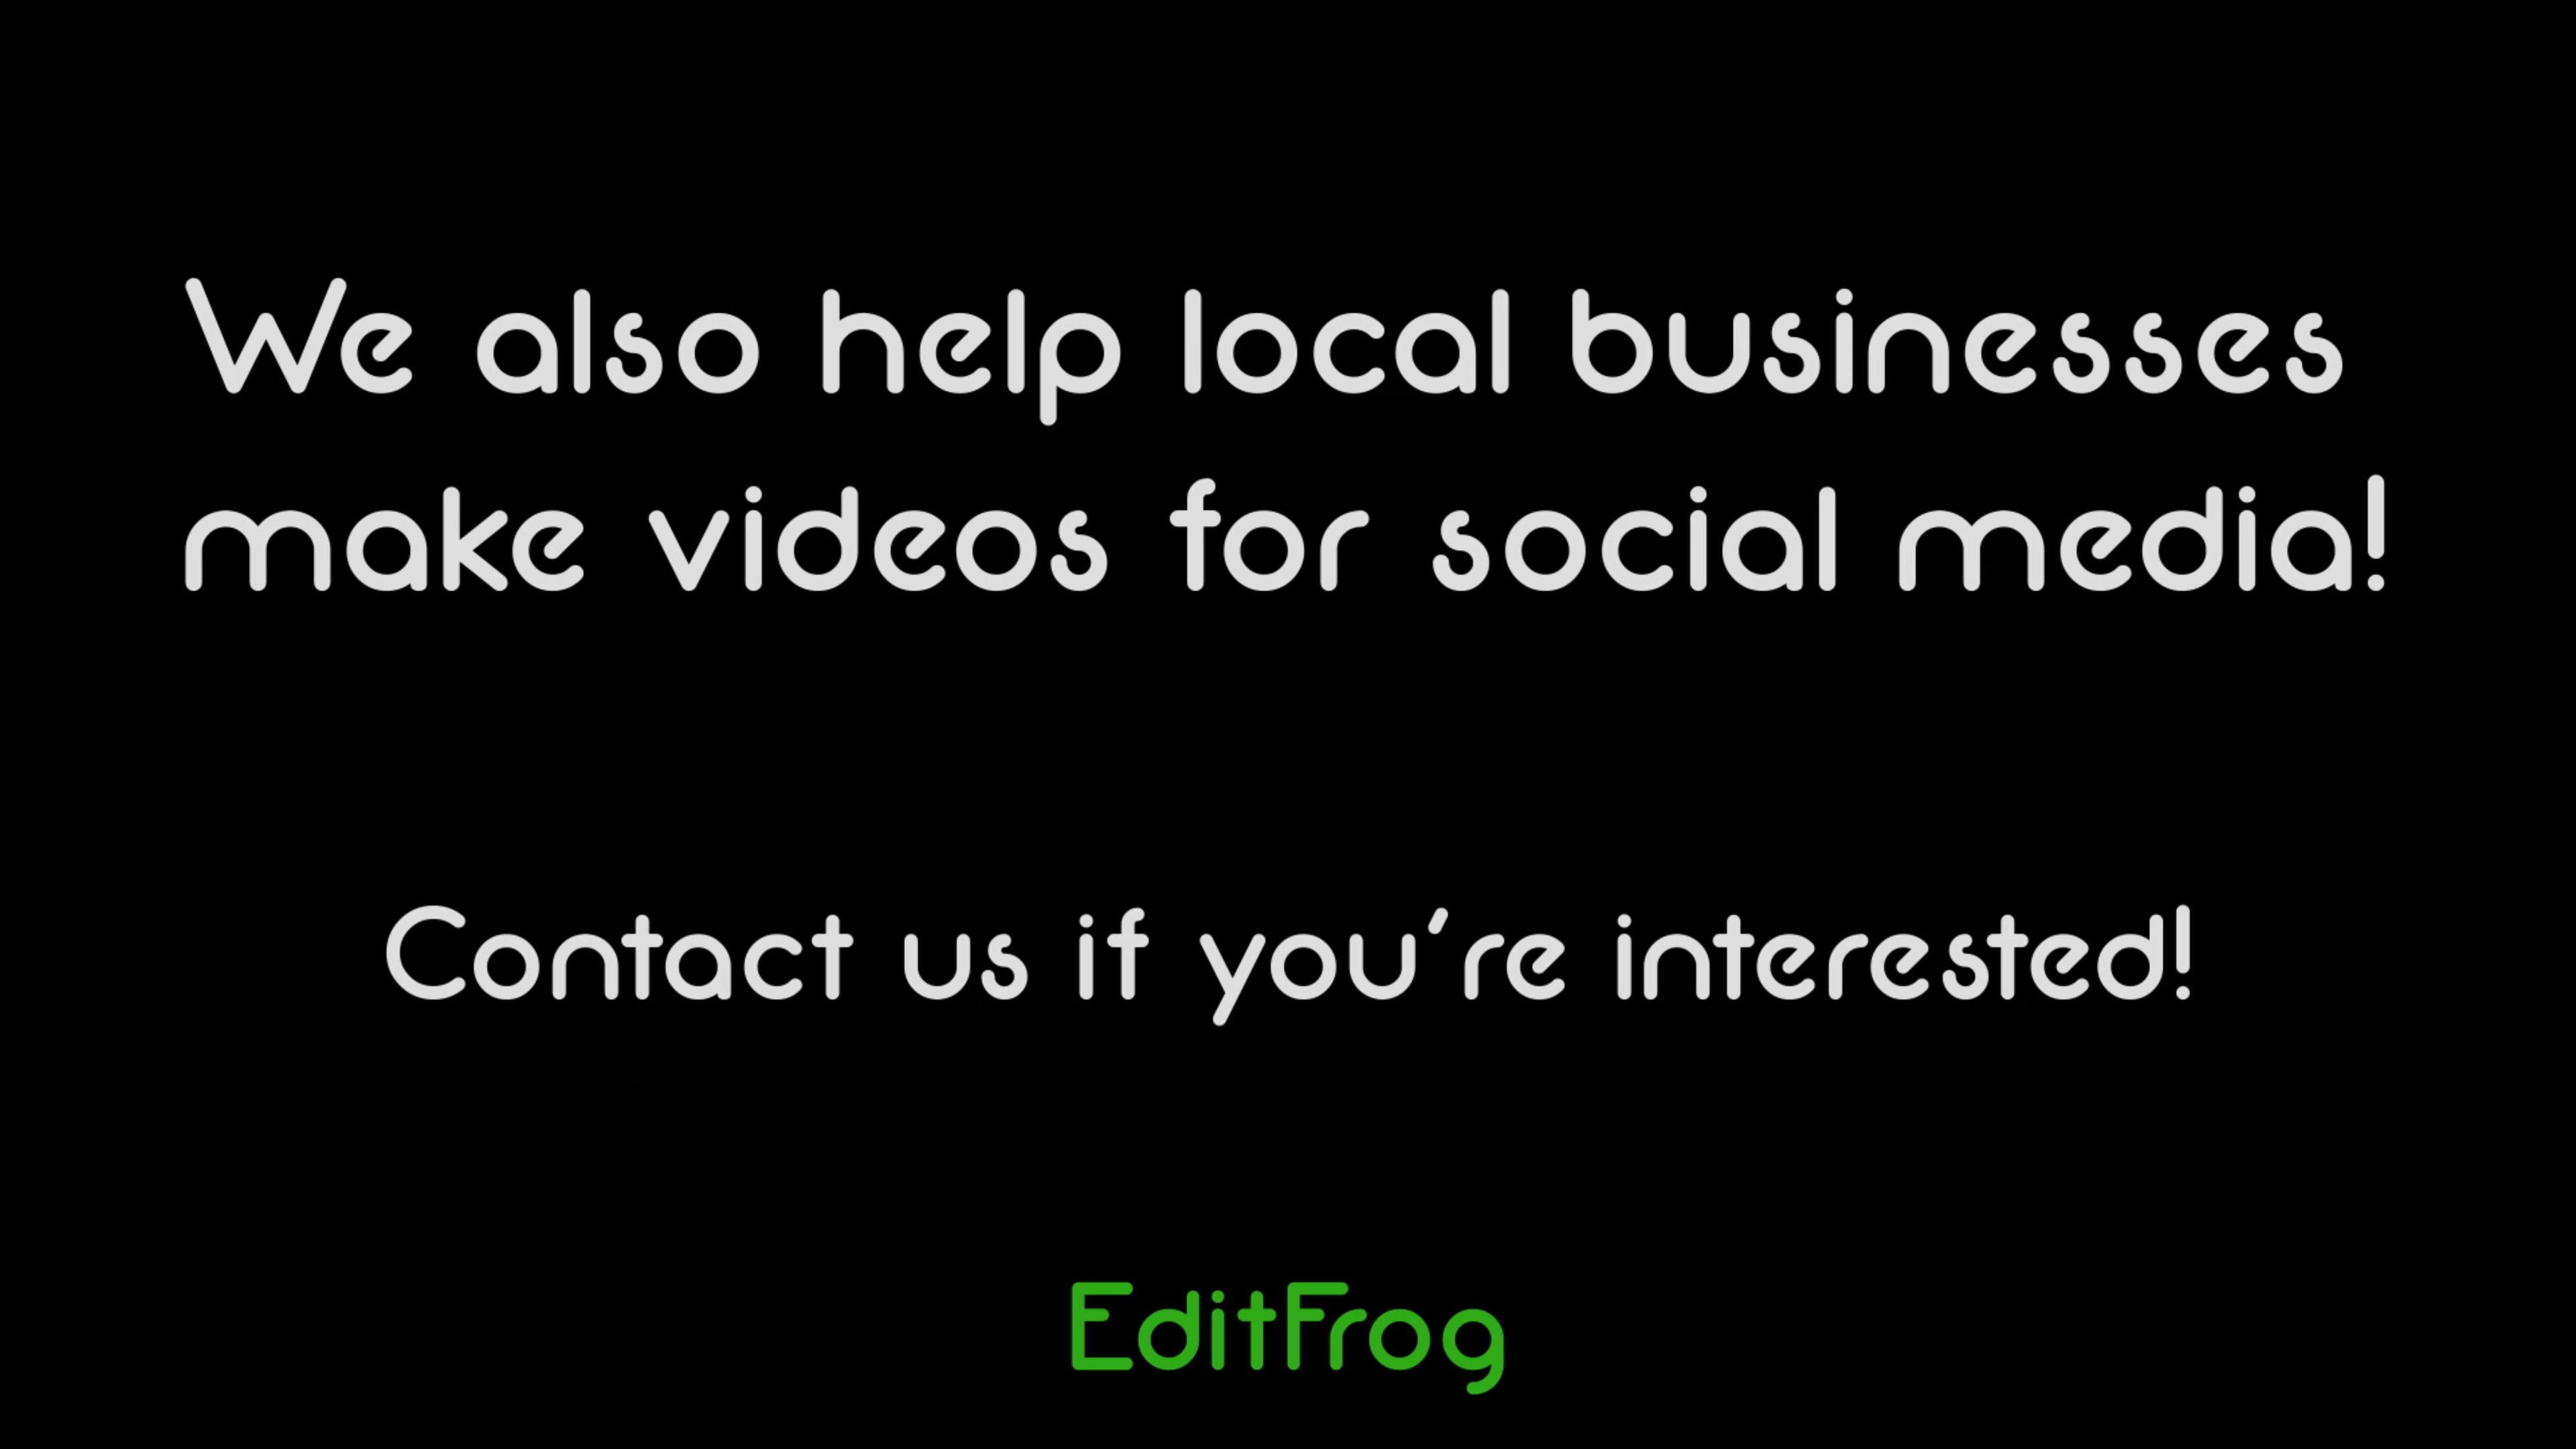 We also help local businesses
make videos for social media!
Contact us if you're interested!
EditFrog